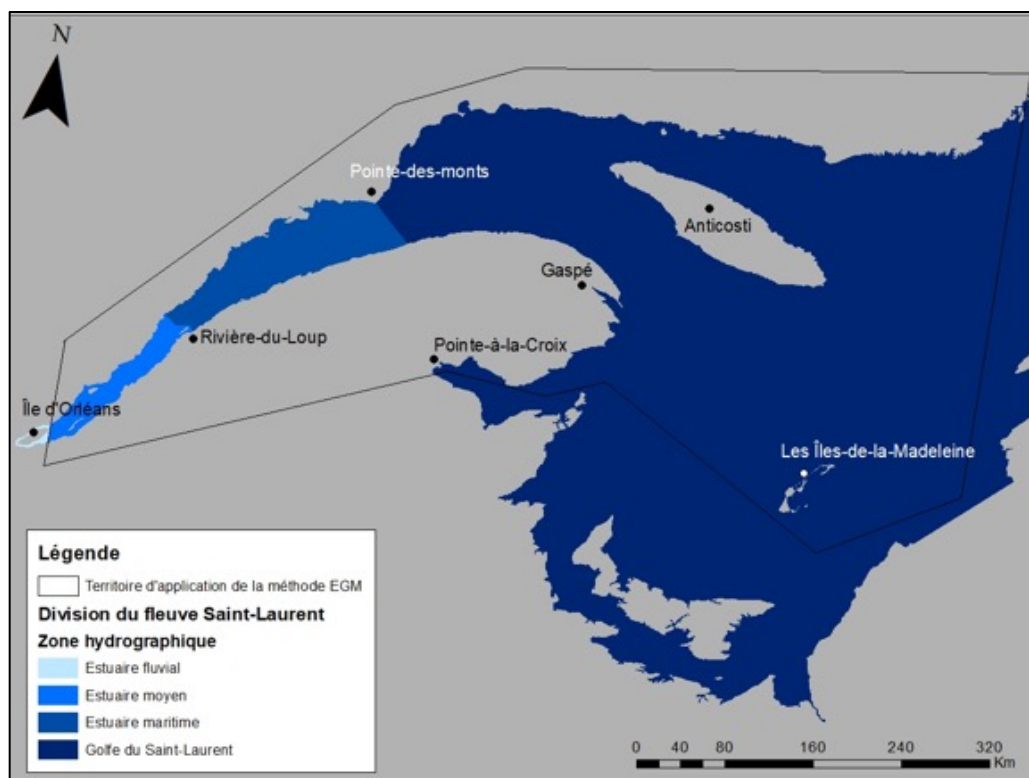 N
Pointe-des-monts
Anticosti
Gaspé
Rivière-du-Loup
Pointe-à-la-Croix
Île d'Orléans
Les Îles-de-la-Madeleine
Légende
Territoire d'application de la méthode EGM
Division du fleuve Saint-Laurent
Zone hydrographique
Estuaire fluvial
Estuaire moyen
Estuaire maritime
Golfe du Saint-Laurent
0 40 80 160 240 320
Km